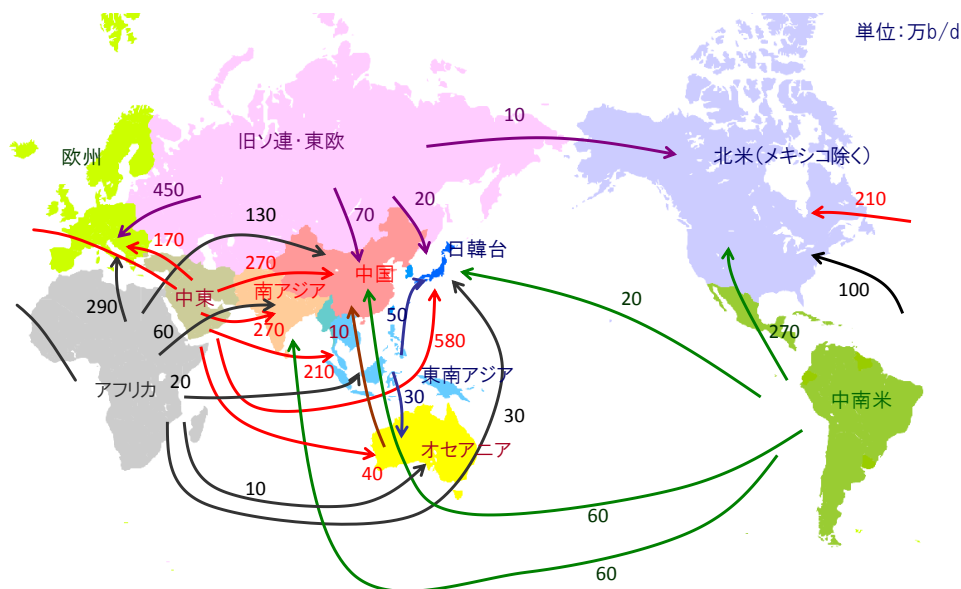 単位：万b/d
10
旧ソ連・東欧
欧州
北米（メキシコ除く）
450
130
70
20
210
170
270
日韓台
中国
中東
南アジア
290
60
270
10
50
580
20
270
100
210
アフリカ
20
東南アジア
30
30
中南米
オセアニア
40
10
60
60